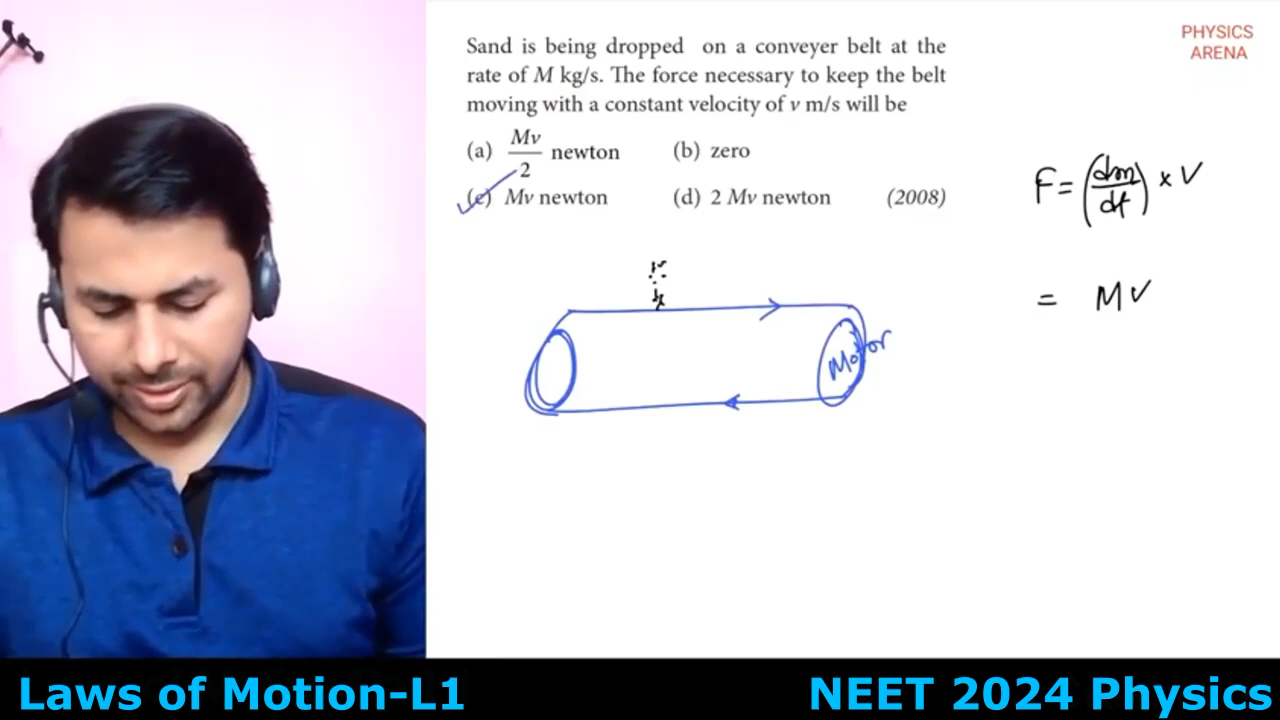 PHYSICS
ARENA
Sand is being dropped on a conveyer belt at the
rate of M kg/s. The force necessary to keep the belt
moving with a constant velocity of v m/s will be
(a) Mv/2 newton (b) zero
(c) Mv newton (d) 2 Mv newton (2008)
F = (dm/dt) × V
= MV
Motor
Laws of Motion-L1
NEET 2024 Physics